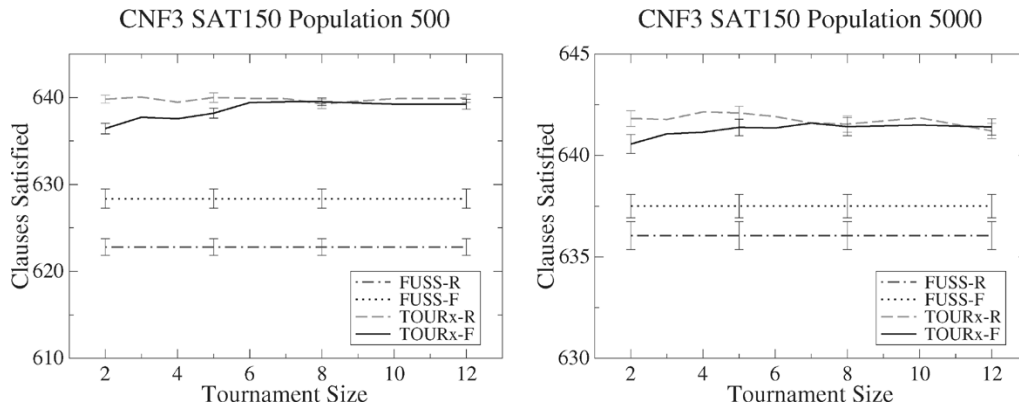 CNF3 SAT150 Population 500
Clauses Satisfied
640
630
620
610
2 4 6 8 10 12
Tournament Size
FUSS-R
FUSS-F
TOURx-R
TOURx-F
CNF3 SAT150 Population 5000
Clauses Satisfied
645
640
635
630
2 4 6 8 10 12
Tournament Size
FUSS-R
FUSS-F
TOURx-R
TOURx-F